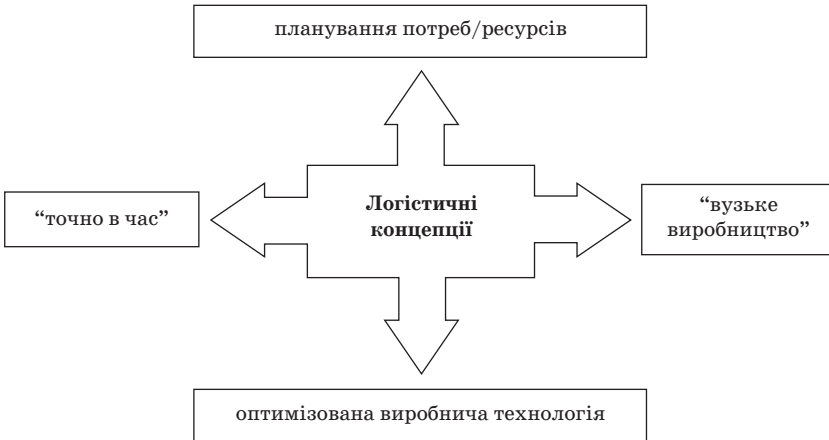 планування потреб/ресурсів
“точно в час”
Логістичні
концепції
“вузьке
виробництво”
оптимізована виробнича технологія